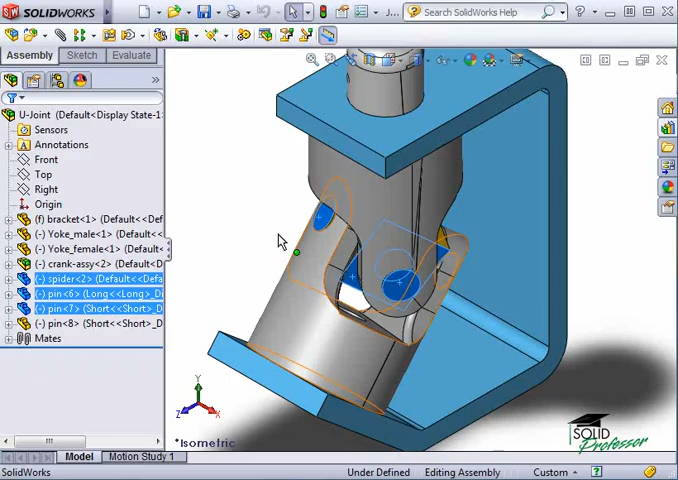 SOLIDWORKS
J...
Search SolidWorks Help
Assembly
Sketch
Evaluate
U-Joint (Default<Display State-1
Sensors
Annotations
Front
Top
Right
Origin
(f) bracket<1> (Default<<Def
(-) Yoke_male<1> (Default<<
(-) Yoke_female<1> (Default<
(-) crank-assy<2> (Default<D
(-) spider<2> (Default<<Defa
(-) pin<6> (Long<<Long>_Di
(-) pin<7> (Short<<Short>_D
(-) pin<8> (Short<<Short>_D
Mates
Y
Z
X
*Isometric
SOLID
Professor
Model
Motion Study 1
SolidWorks
Under Defined
Editing Assembly
Custom